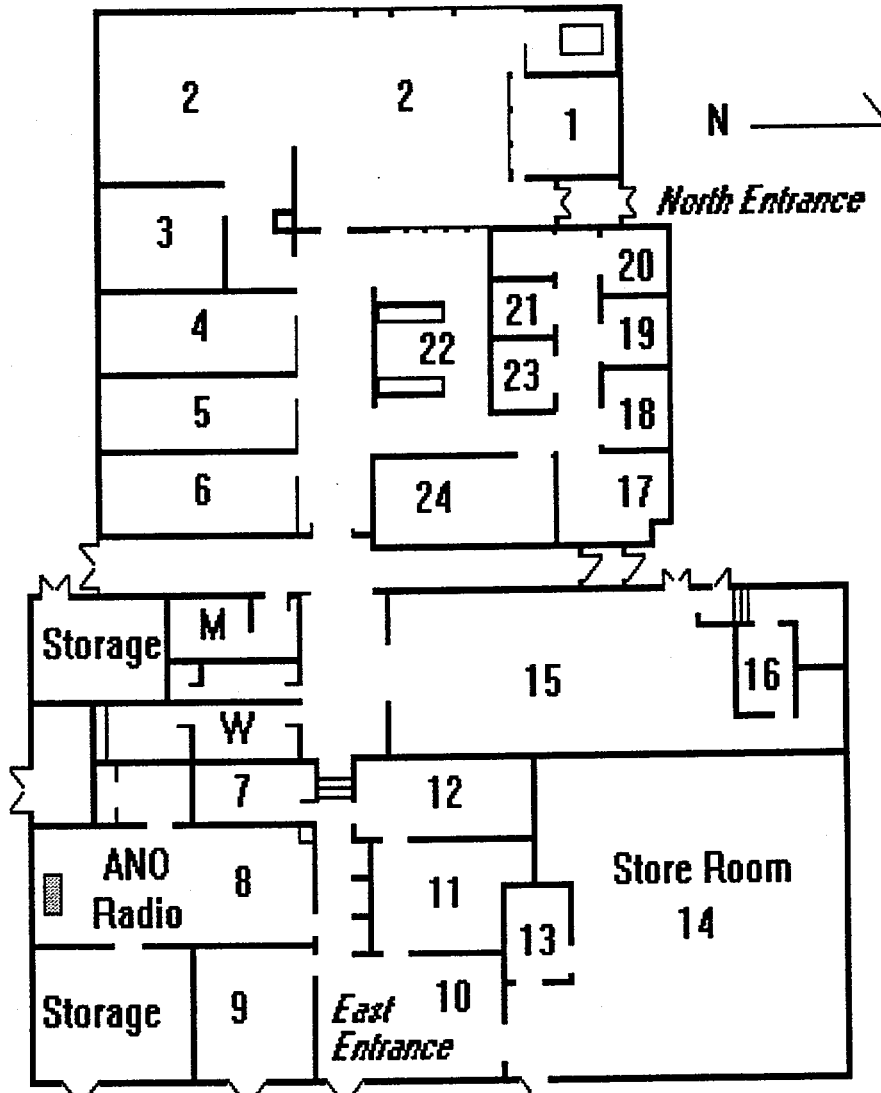 2 2 1 N
North Entrance
3 20
4 21 19
22
23
5 18
6 24 17
Storage M
15 16
W
7 12
ANO
Radio 8 11 Store Room
14
13
Storage 9 10
East
Entrance